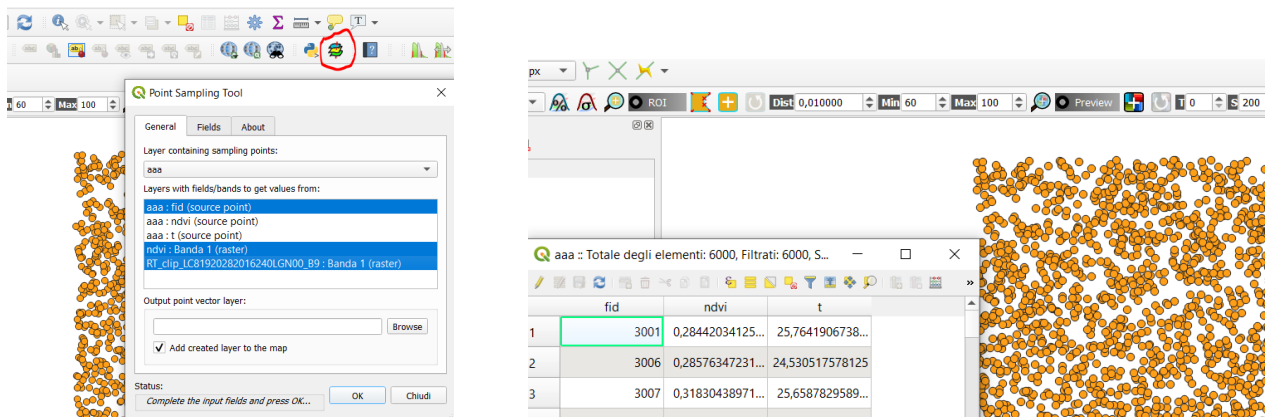 60 Max 100
Point Sampling Tool
General Fields About
Layer containing sampling points:
aaa
Layers with fields/bands to get values from:
aaa : fid (source point)
aaa : ndvi (source point)
aaa : t (source point)
ndvi : Banda 1 (raster)
RT_clip_LC81920282016240LGN00_B9 : Banda 1 (raster)
Output point vector layer:
Browse
Add created layer to the map
Status:
Complete the input fields and press OK...
OK
Chiudi
px
ROI Dist 0,010000 Min 60 Max 100 Preview T 0 S 200
aaa :: Totale degli elementi: 6000, Filtrati: 6000, S...
fid ndvi t
1 3001 0,28442034125... 25,7641906738...
2 3006 0,28576347231... 24,530517578125
3 3007 0,31830438971... 25,6587829589...